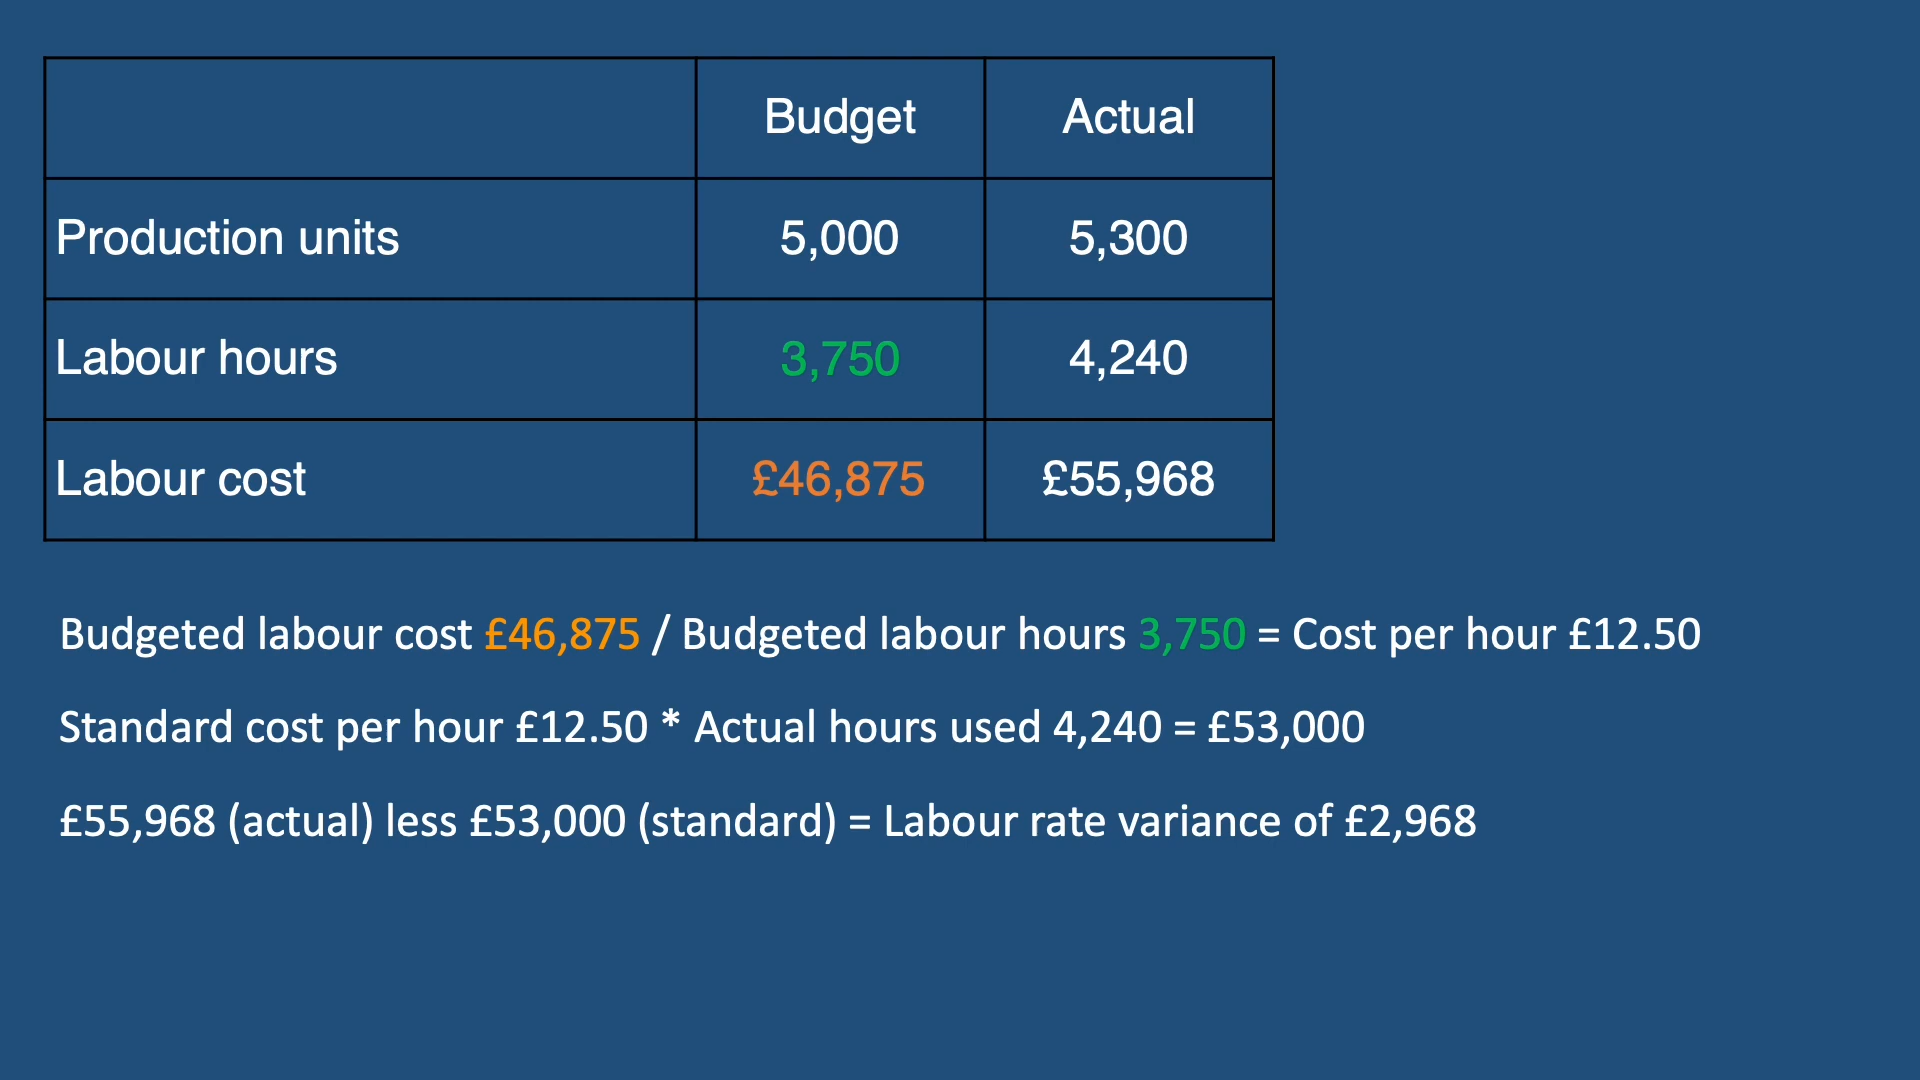 Budget Actual
Production units 5,000 5,300
Labour hours 3,750 4,240
Labour cost £46,875 £55,968
Budgeted labour cost £46,875 / Budgeted labour hours 3,750 = Cost per hour £12.50
Standard cost per hour £12.50 * Actual hours used 4,240 = £53,000
£55,968 (actual) less £53,000 (standard) = Labour rate variance of £2,968